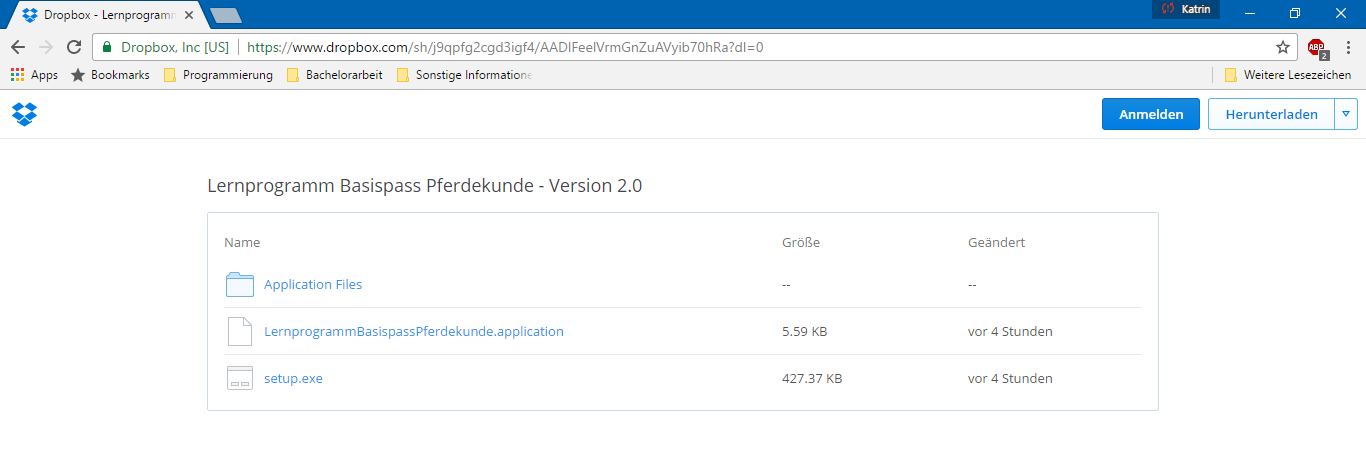 Dropbox - Lernprogramm
Katrin
Dropbox, Inc [US] https://www.dropbox.com/sh/j9qpfg2cgd3igf4/AADIFeelVrmGnZuAVyib70hRa?dl=0
ABP 2
Apps Bookmarks Programmierung Bachelorarbeit Sonstige Informatione Weitere Lesezeichen
Anmelden Herunterladen
Lernprogramm Basispass Pferdekunde - Version 2.0
Name Größe Geändert
Application Files -- --
LernprogrammBasispassPferdekunde.application 5.59 KB vor 4 Stunden
setup.exe 427.37 KB vor 4 Stunden